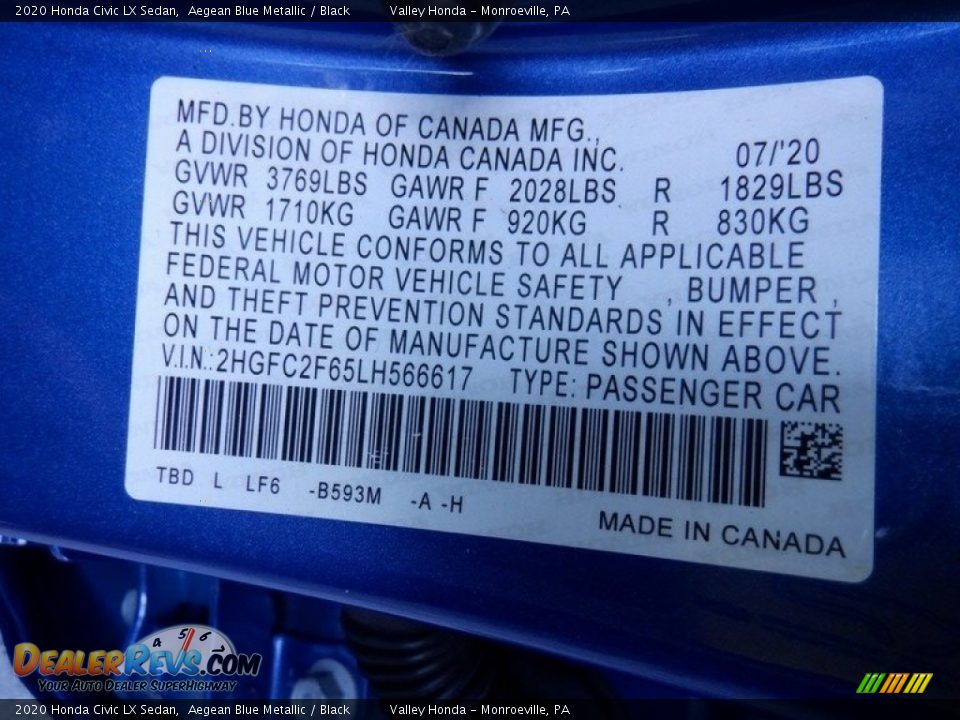 2020 Honda Civic LX Sedan,  Aegean Blue Metallic / Black        Valley Honda - Monroeville, PA
MFD.BY HONDA OF CANADA MFG.,
A DIVISION OF HONDA CANADA INC.        07/'20
GVWR 3769LBS  GAWR F  2028LBS  R  1829LBS
GVWR 1710KG  GAWR F  920KG  R  830KG
THIS VEHICLE CONFORMS TO ALL APPLICABLE
FEDERAL MOTOR VEHICLE SAFETY , BUMPER ,
AND THEFT PREVENTION STANDARDS IN EFFECT
ON THE DATE OF MANUFACTURE SHOWN ABOVE.
V.I.N.:2HGFC2F65LH566617   TYPE: PASSENGER CAR
TBD  L  LF6  -B593M  -A -H
MADE IN CANADA
4 5 6
DEALERREVS.COM
YOUR AUTO DEALER SUPERHIGHWAY
2020 Honda Civic LX Sedan,  Aegean Blue Metallic / Black        Valley Honda - Monroeville, PA